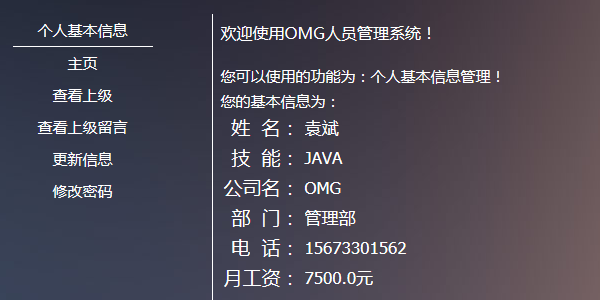 个人基本信息
主页
查看上级
查看上级留言
更新信息
修改密码
欢迎使用OMG人员管理系统！
您可以使用的功能为：个人基本信息管理！
您的基本信息为：
姓 名： 袁斌
技 能： JAVA
公司名： OMG
部 门： 管理部
电 话： 15673301562
月工资： 7500.0元